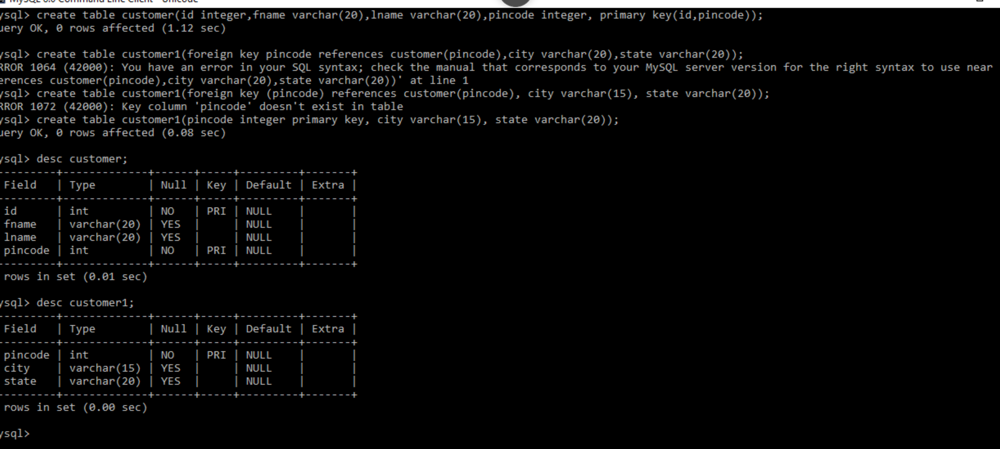 MySQL 8.0 Command Line Client - Unicode
ysql> create table customer(id integer,fname varchar(20),lname varchar(20),pincode integer, primary key(id,pincode));
uery OK, 0 rows affected (1.12 sec)
ysql> create table customer1(foreign key pincode references customer(pincode),city varchar(20),state varchar(20));
RROR 1064 (42000): You have an error in your SQL syntax; check the manual that corresponds to your MySQL server version for the right syntax to use near
erences customer(pincode),city varchar(20),state varchar(20))' at line 1
ysql> create table customer1(foreign key (pincode) references customer(pincode), city varchar(15), state varchar(20));
RROR 1072 (42000): Key column 'pincode' doesn't exist in table
ysql> create table customer1(pincode integer primary key, city varchar(15), state varchar(20));
uery OK, 0 rows affected (0.08 sec)
ysql> desc customer;
---------+-------------+------+-----+---------+-------+
Field   | Type        | Null | Key | Default | Extra |
---------+-------------+------+-----+---------+-------+
id      | int         | NO   | PRI | NULL    |       |
fname   | varchar(20) | YES  |     | NULL    |       |
lname   | varchar(20) | YES  |     | NULL    |       |
pincode | int         | NO   | PRI | NULL    |       |
---------+-------------+------+-----+---------+-------+
rows in set (0.01 sec)
ysql> desc customer1;
---------+-------------+------+-----+---------+-------+
Field   | Type        | Null | Key | Default | Extra |
---------+-------------+------+-----+---------+-------+
pincode | int         | NO   | PRI | NULL    |       |
city    | varchar(15) | YES  |     | NULL    |       |
state   | varchar(20) | YES  |     | NULL    |       |
---------+-------------+------+-----+---------+-------+
rows in set (0.00 sec)
ysql>